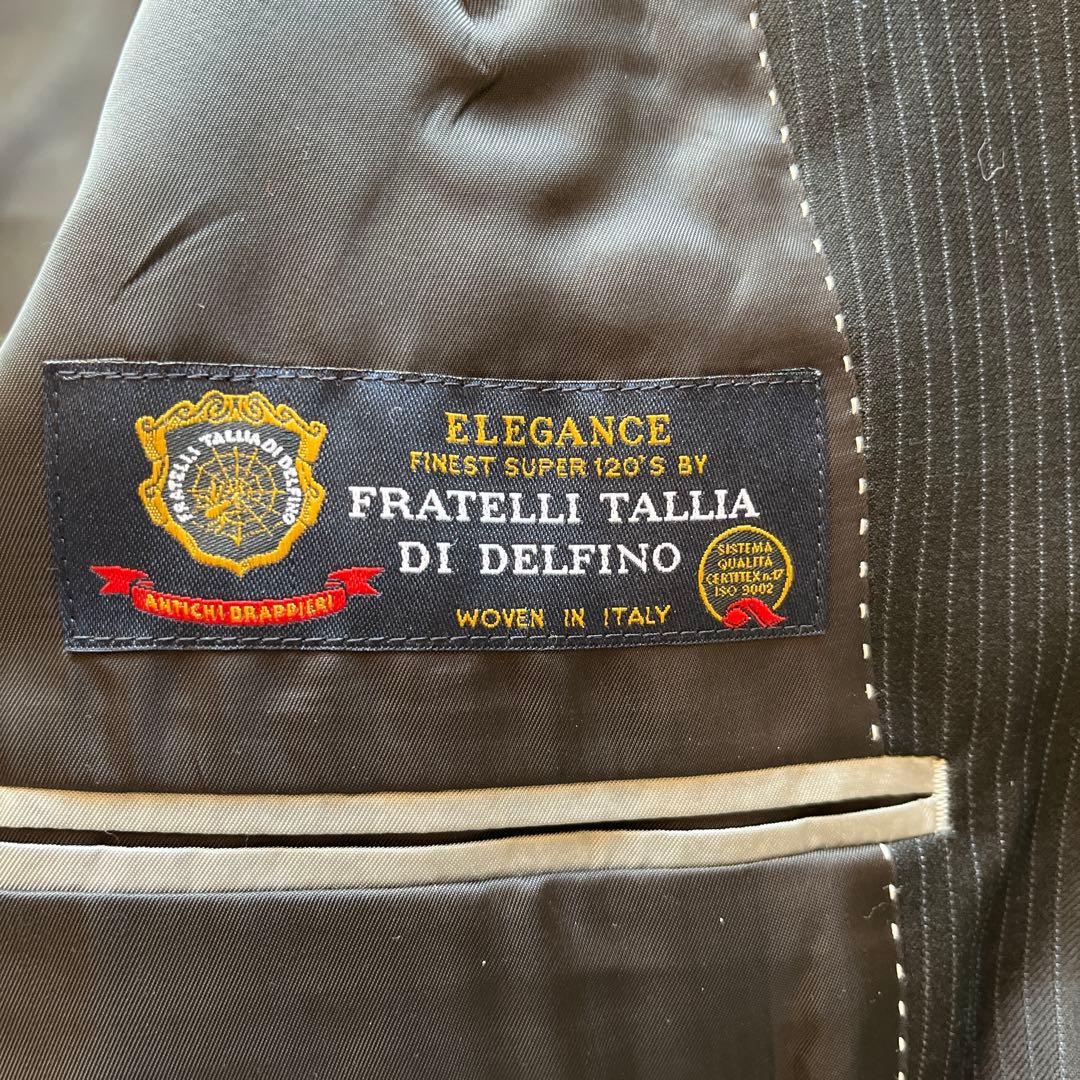 FRATELLI TALLIA DI DELFINO
ANTICHI DRAPPIERI
ELEGANCE
FINEST SUPER 120'S BY
FRATELLI TALLIA
DI DELFINO
WOVEN IN ITALY
SISTEMA
QUALITÀ
CERTITEX n.17
ISO 9002